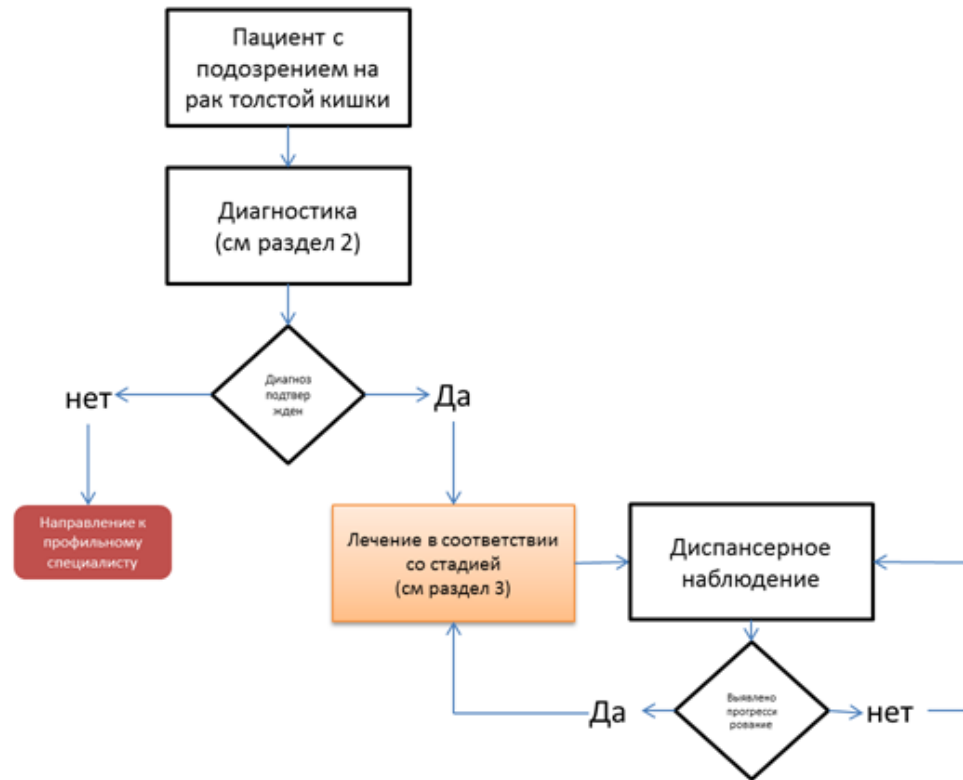 Пациент с
подозрением на
рак толстой кишки
Диагностика
(см раздел 2)
Диагноз
подтвер
жден
нет
Да
Направление к
профильному
специалисту
Лечение в соответствии
со стадией
(см раздел 3)
Диспансерное
наблюдение
Выявлено
прогресси
рование
Да
нет